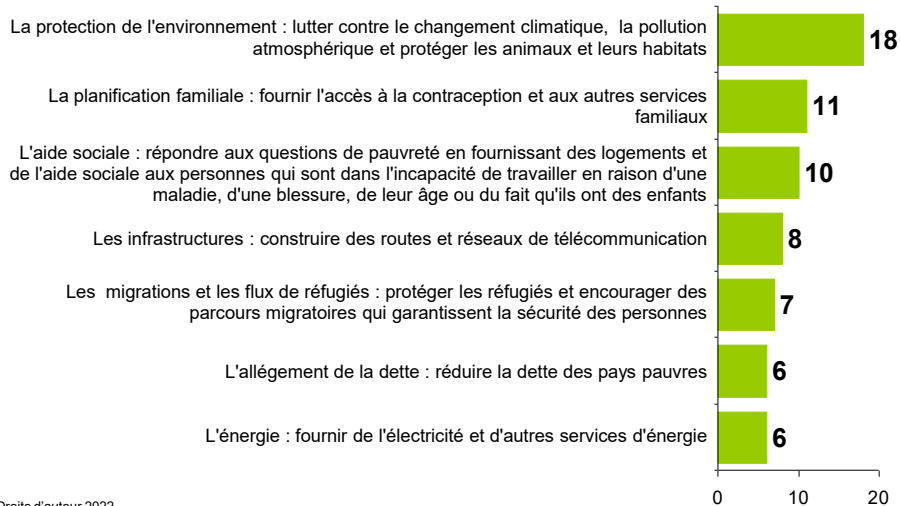 La protection de l'environnement : lutter contre le changement climatique, la pollution
atmosphérique et protéger les animaux et leurs habitats
18
La planification familiale : fournir l'accès à la contraception et aux autres services
familiaux
11
L'aide sociale : répondre aux questions de pauvreté en fournissant des logements et
de l'aide sociale aux personnes qui sont dans l'incapacité de travailler en raison d'une
maladie, d'une blessure, de leur âge ou du fait qu'ils ont des enfants
10
Les infrastructures : construire des routes et réseaux de télécommunication
8
Les migrations et les flux de réfugiés : protéger les réfugiés et encourager des
parcours migratoires qui garantissent la sécurité des personnes
7
L'allégement de la dette : réduire la dette des pays pauvres
6
L'énergie : fournir de l'électricité et d'autres services d'énergie
6
0 10 20